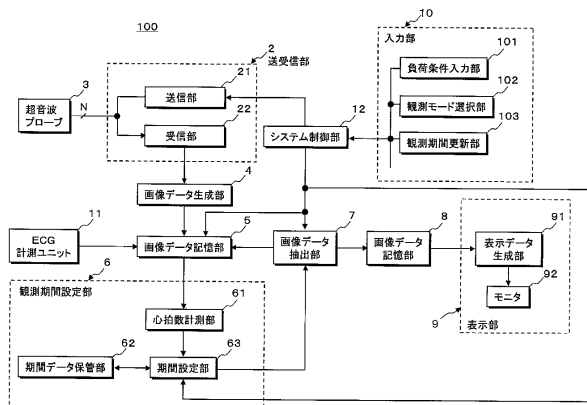 100
10
入力部
101
負荷条件入力部
102
観測モード選択部
103
観測期間更新部
2
送受信部
21
送信部
22
受信部
3
超音波
プローブ
N
12
システム制御部
4
画像データ生成部
11
ECG
計測ユニット
5
画像データ記憶部
7
画像データ
抽出部
8
画像データ
記憶部
91
表示データ
生成部
92
モニタ
9
表示部
6
観測期間設定部
61
心拍数計測部
62
期間データ保管部
63
期間設定部